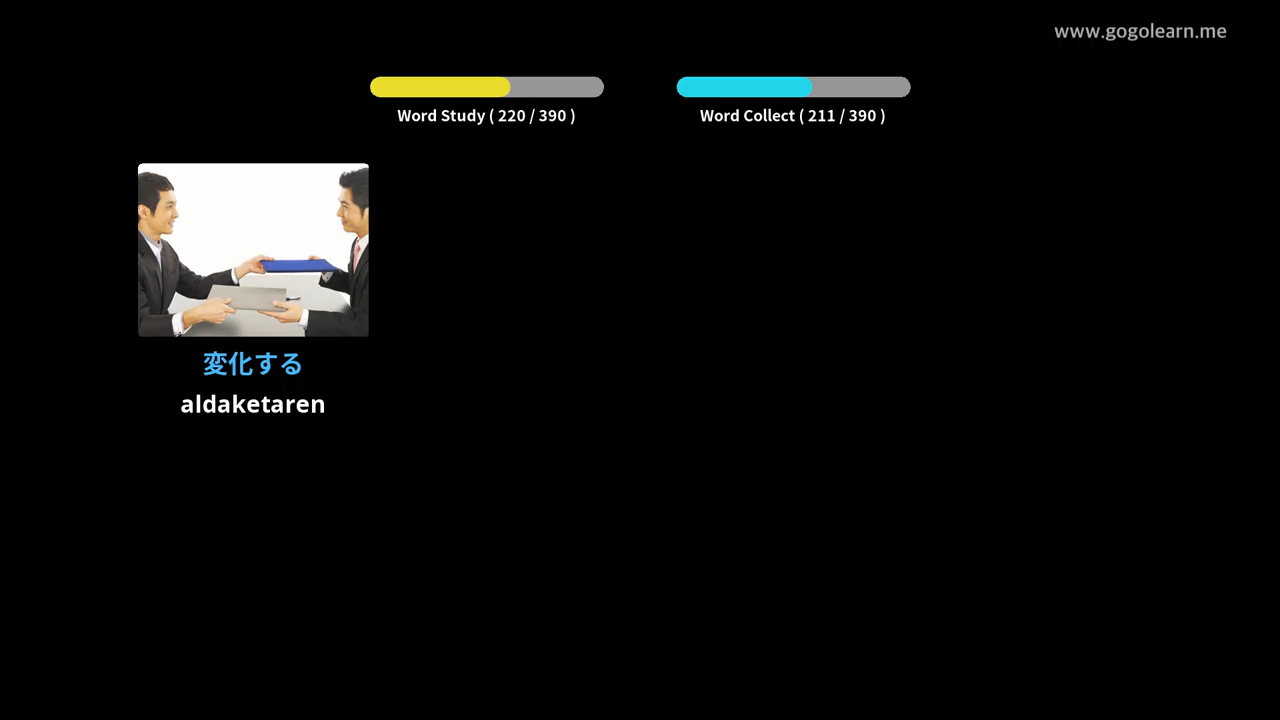 www.gogolearn.me
Word Study ( 220 / 390 )
Word Collect ( 211 / 390 )
変化する
aldaketaren